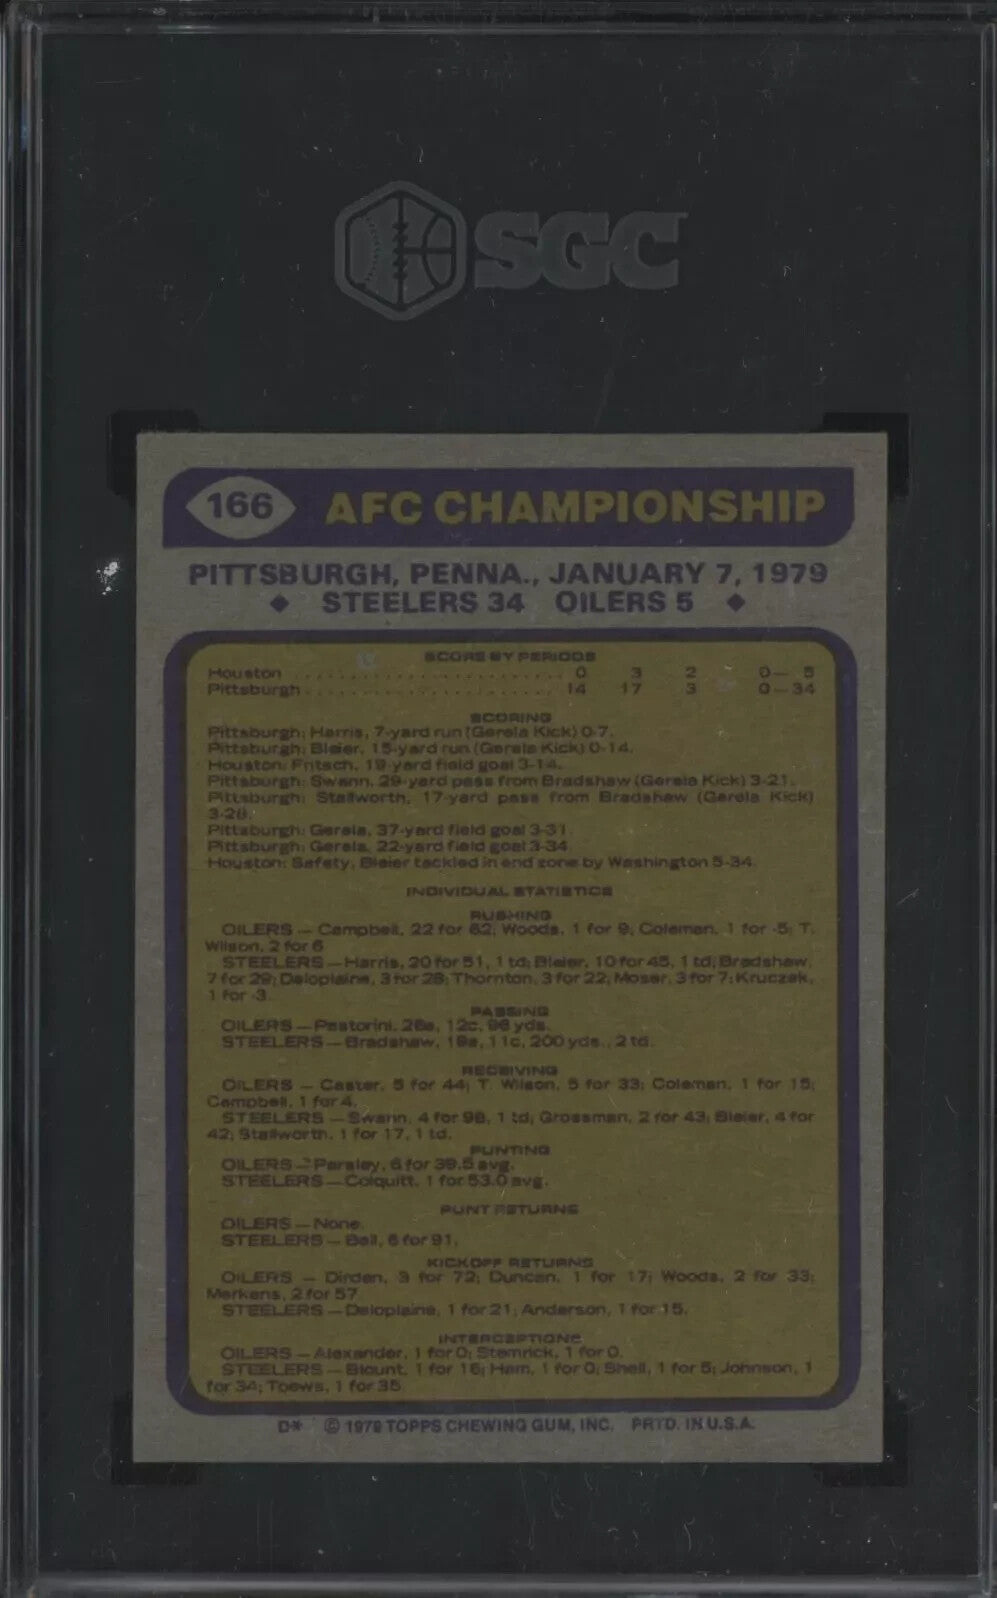 SGC
166 AFC CHAMPIONSHIP
PITTSBURGH, PENNA., JANUARY 7, 1979
◆ STEELERS 34 OILERS 5 ◆
SCORE BY PERIODS
Houston ........................ 0 3 2 0— 5
Pittsburgh ...................... 14 17 3 0—34
SCORING
Pittsburgh: Harris, 7-yard run (Gerela Kick) 0-7.
Pittsburgh: Bleier, 15-yard run (Gerela Kick) 0-14.
Houston: Fritsch, 19-yard field goal 3-14.
Pittsburgh: Swann, 29-yard pass from Bradshaw (Gerela Kick) 3-21.
Pittsburgh: Stallworth, 17-yard pass from Bradshaw (Gerela Kick)
3-28.
Pittsburgh: Gerela, 37-yard field goal 3-31.
Pittsburgh: Gerela, 22-yard field goal 3-34.
Houston: Safety, Bleier tackled in end zone by Washington 5-34.
INDIVIDUAL STATISTICS
RUSHING
OILERS — Campbell, 22 for 62; Woods, 1 for 9; Coleman, 1 for -5; T.
Wilson, 2 for 6
STEELERS — Harris, 20 for 51, 1 td; Bleier, 10 for 45, 1 td; Bradshaw,
7 for 29; Deloplaine, 3 for 28; Thornton, 3 for 22; Moser, 3 for 7; Kruczek,
1 for -3.
PASSING
OILERS — Pastorini, 26a, 12c, 96 yds.
STEELERS — Bradshaw, 19a, 11c, 200 yds., 2 td.
RECEIVING
OILERS — Caster, 5 for 44; T. Wilson, 5 for 33; Coleman, 1 for 15;
Campbell, 1 for 4.
STEELERS — Swann, 4 for 98, 1 td; Grossman, 2 for 43; Bleier, 4 for
42; Stallworth, 1 for 17, 1 td.
PUNTING
OILERS — Parsley, 6 for 39.5 avg.
STEELERS — Colquitt, 1 for 53.0 avg.
PUNT RETURNS
OILERS — None.
STEELERS — Bell, 6 for 91.
KICKOFF RETURNS
OILERS — Dirden, 3 for 72; Duncan, 1 for 17; Woods, 2 for 33;
Merkens, 2 for 57
STEELERS — Deloplaine, 1 for 21; Anderson, 1 for 15.
INTERCEPTIONS
OILERS — Alexander, 1 for 0; Stemrick, 1 for 0.
STEELERS — Blount, 1 for 16; Ham, 1 for 0; Shell, 1 for 5; Johnson, 1
for 34; Toews, 1 for 35
D* © 1979 TOPPS CHEWING GUM, INC. PRTD. IN U.S.A.